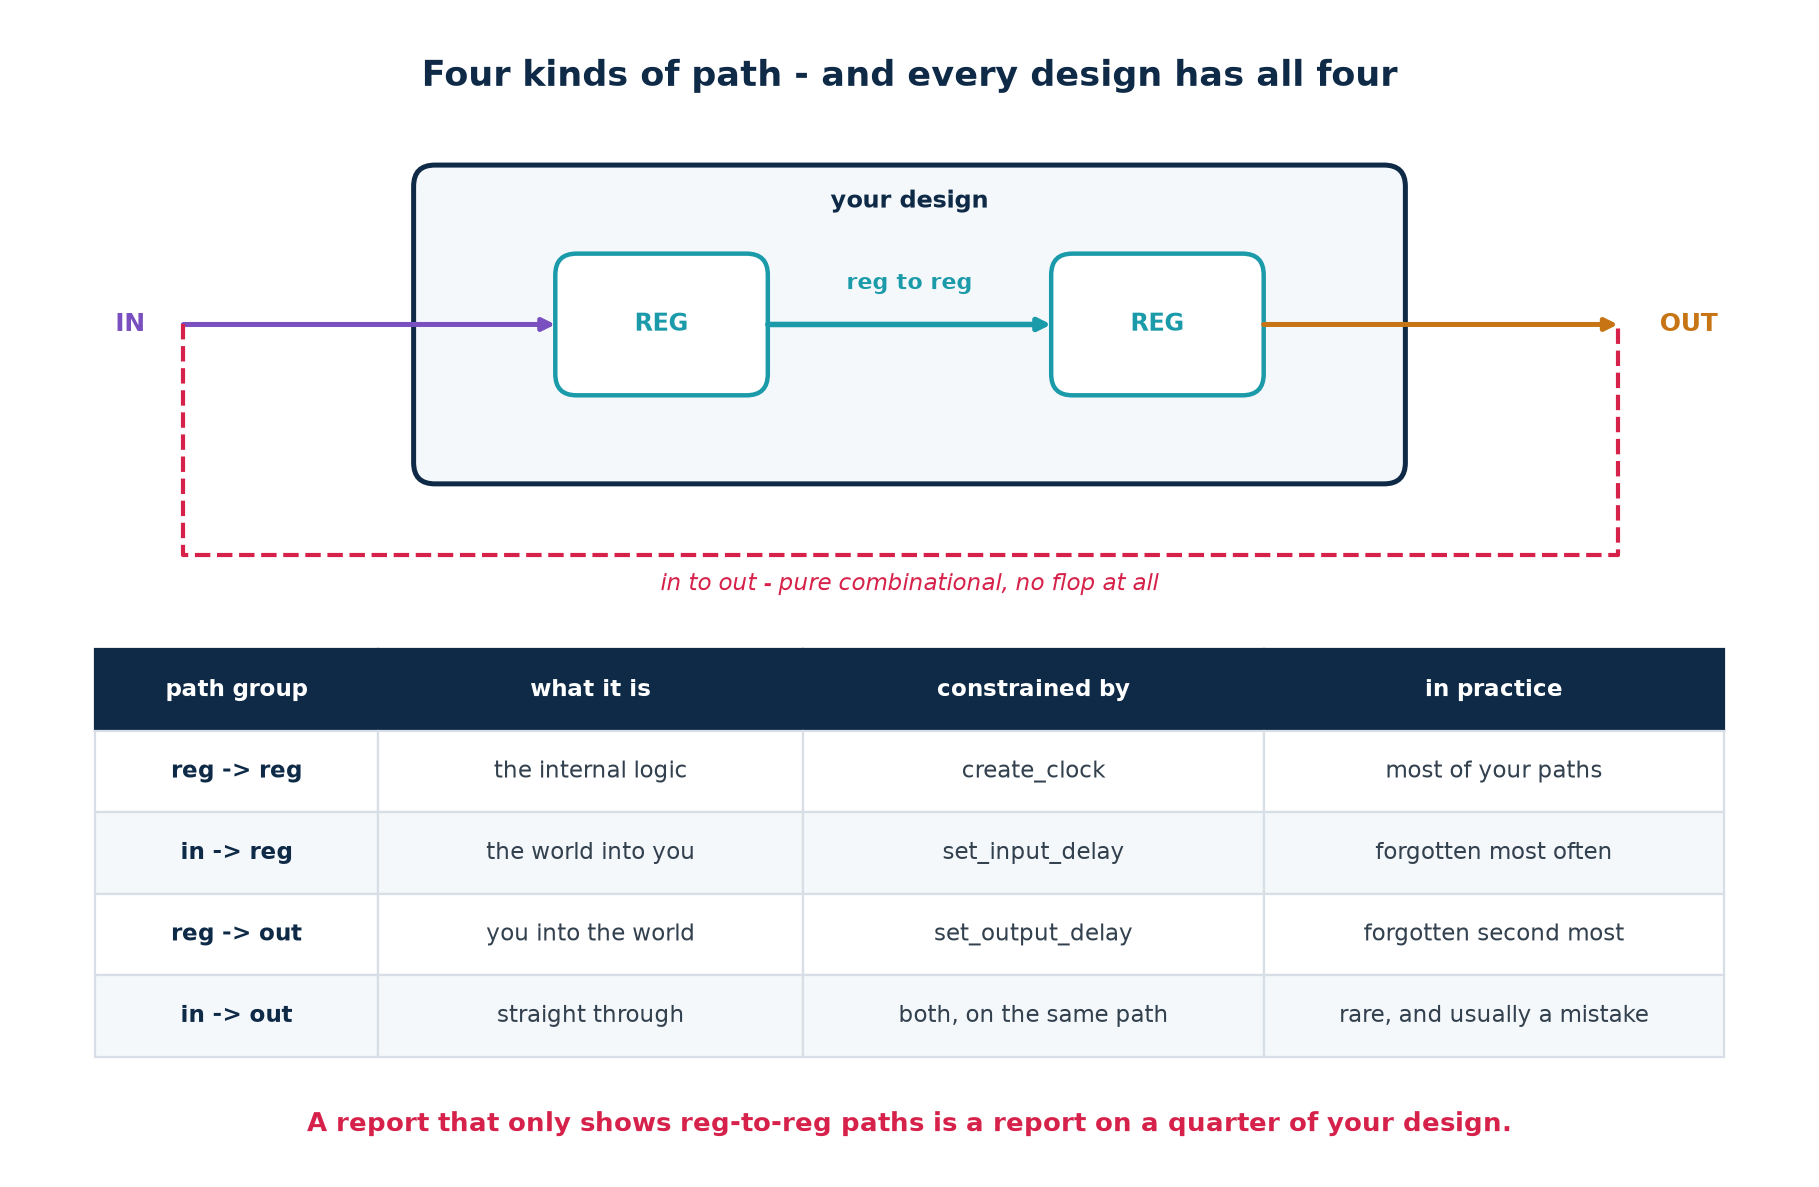 Four kinds of path - and every design has all four
your design
reg to reg
IN
REG
REG
OUT
in to out - pure combinational, no flop at all
path group what it is constrained by in practice
reg -> reg the internal logic create_clock most of your paths
in -> reg the world into you set_input_delay forgotten most often
reg -> out you into the world set_output_delay forgotten second most
in -> out straight through both, on the same path rare, and usually a mistake
A report that only shows reg-to-reg paths is a report on a quarter of your design.